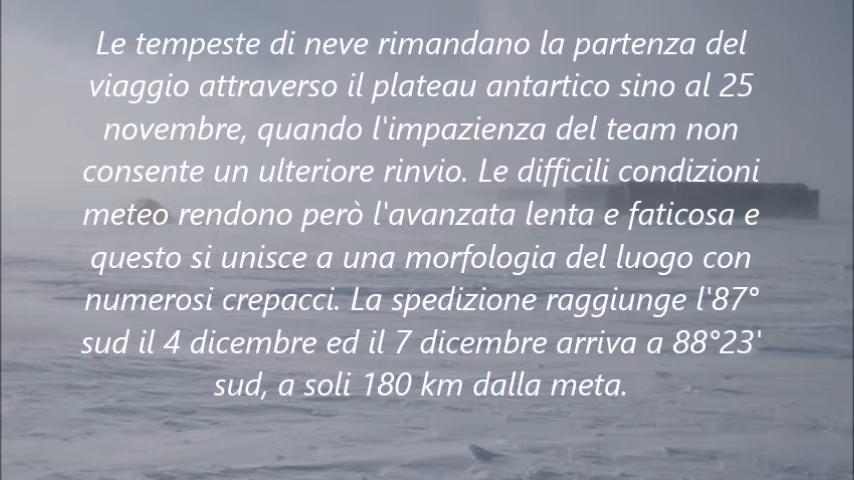 Le tempeste di neve rimandano la partenza del
viaggio attraverso il plateau antartico sino al 25
novembre, quando l'impazienza del team non
consente un ulteriore rinvio. Le difficili condizioni
meteo rendono però l'avanzata lenta e faticosa e
questo si unisce a una morfologia del luogo con
numerosi crepacci. La spedizione raggiunge l'87°
sud il 4 dicembre ed il 7 dicembre arriva a 88°23'
sud, a soli 180 km dalla meta.